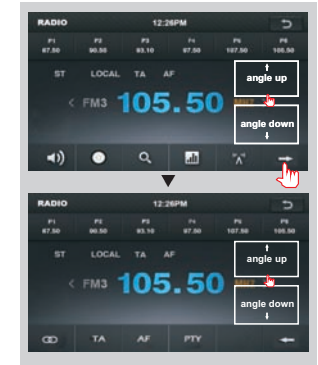 RADIO 12:26PM
P1 P2 P3 P4 P5 P6
87.50 90.50 93.10 97.50 107.50 105.50
ST LOCAL TA AF
angle up
< FM3 105.50 MHZ
angle down
RADIO 12:26PM
P1 P2 P3 P4 P5 P6
87.50 90.50 93.10 97.50 107.50 105.50
ST LOCAL TA AF
angle up
< FM3 105.50 MHZ
angle down
TA AF PTY